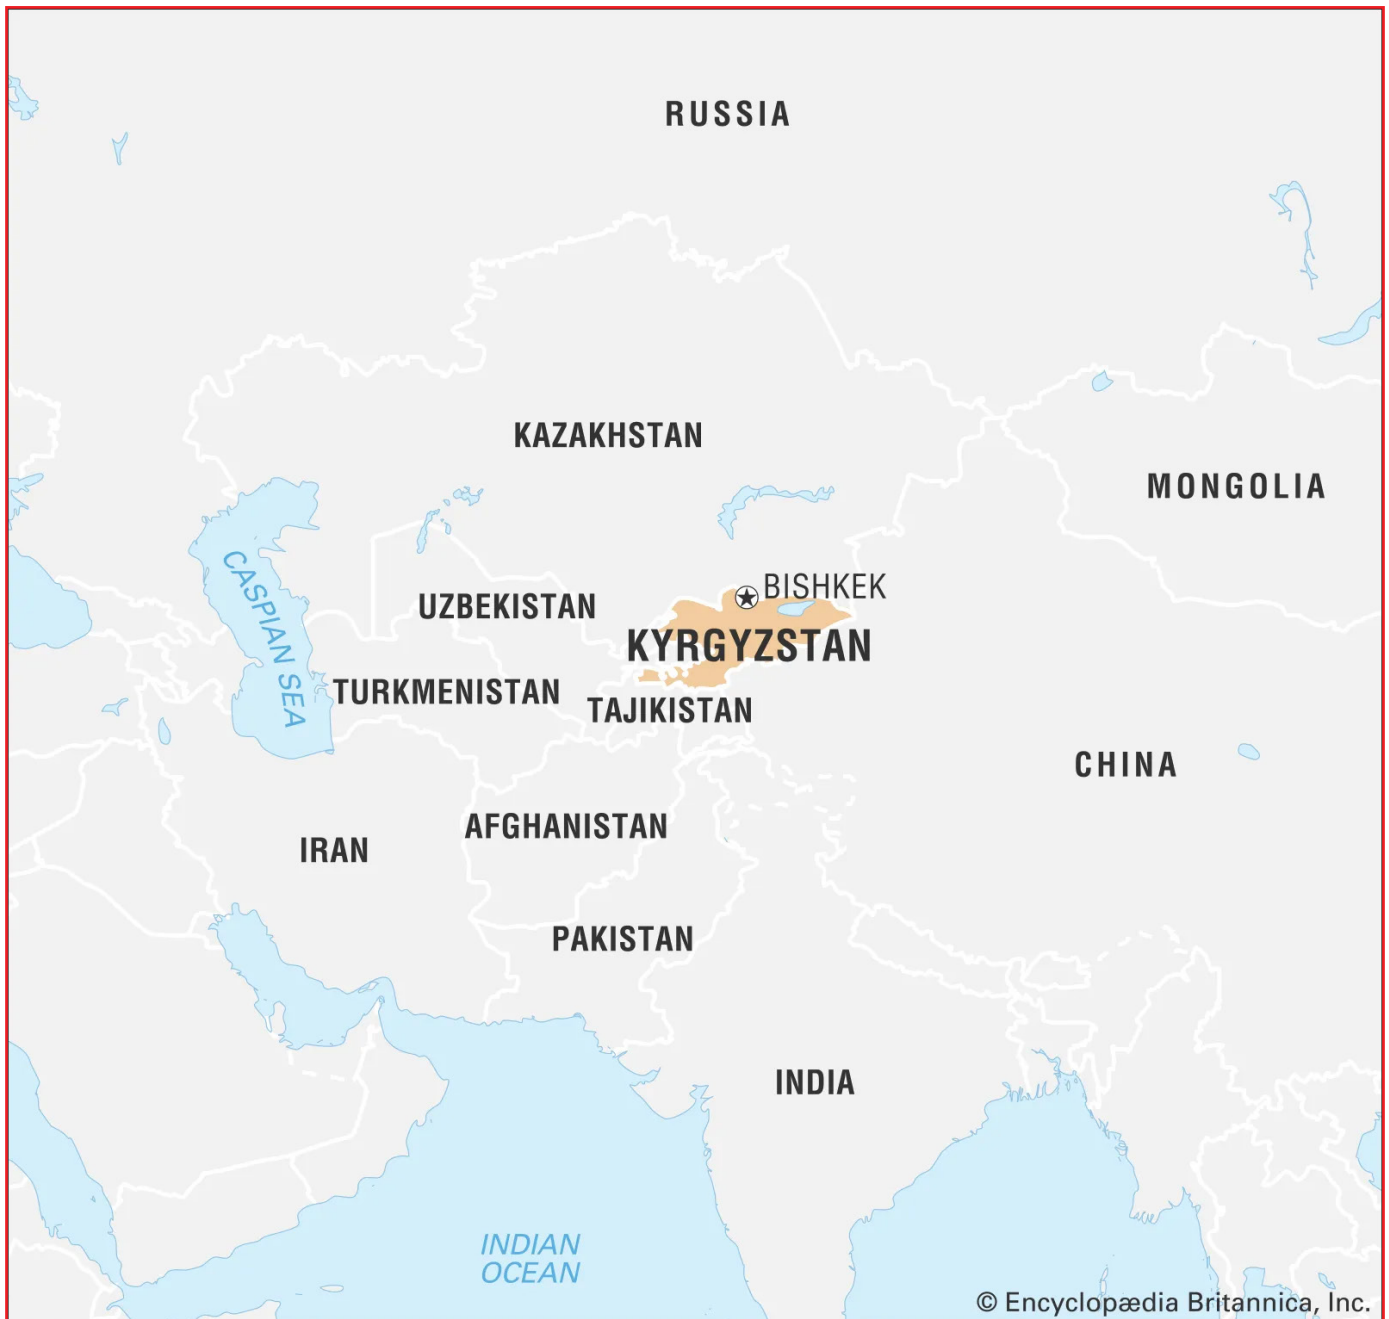 RUSSIA
KAZAKHSTAN
MONGOLIA
CASPIAN SEA
BISHKEK
UZBEKISTAN
KYRGYZSTAN
TURKMENISTAN
TAJIKISTAN
CHINA
AFGHANISTAN
IRAN
PAKISTAN
INDIA
INDIAN
OCEAN
© Encyclopædia Britannica, Inc.